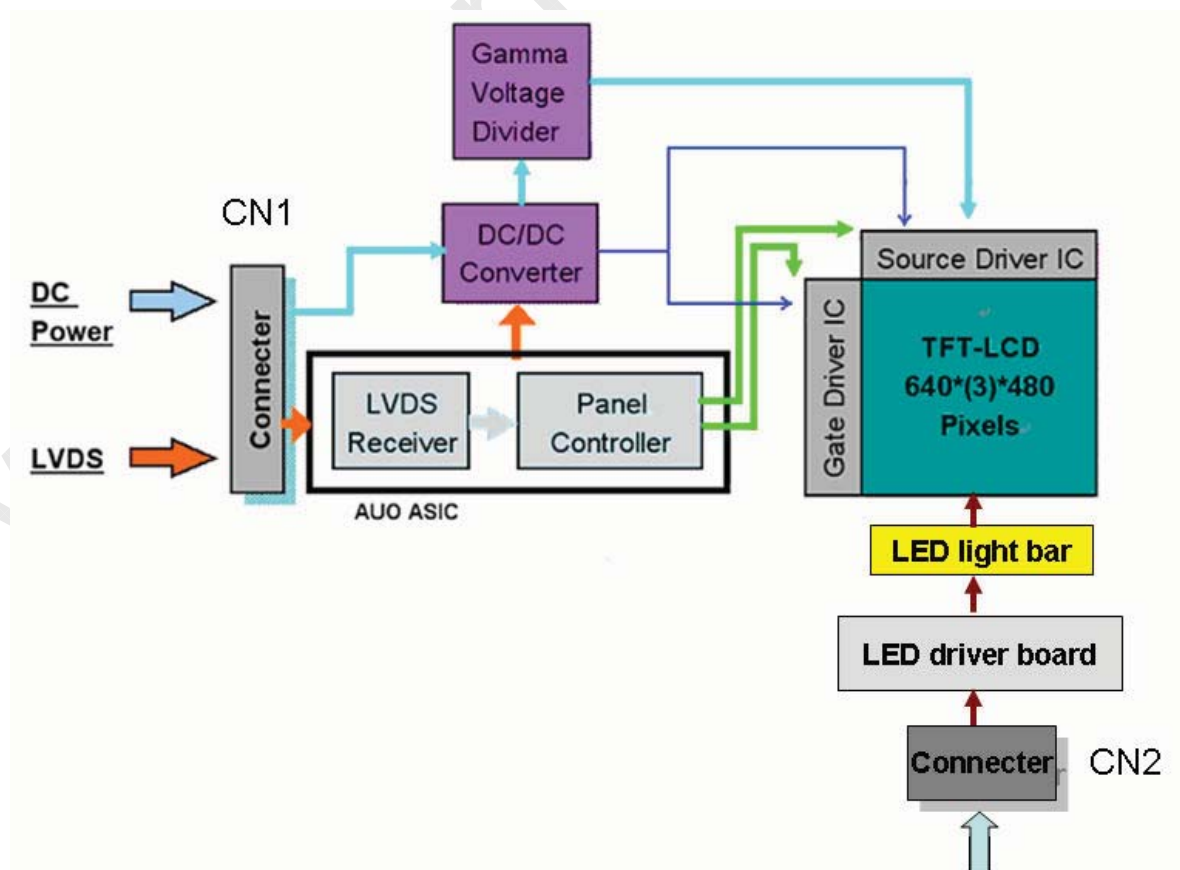 Gamma
Voltage
Divider
CN1
DC/DC
Converter
DC
Power
LVDS
Connecter
LVDS
Receiver
Panel
Controller
AUO ASIC
Source Driver IC
Gate Driver IC
TFT-LCD
640*(3)*480
Pixels
LED light bar
LED driver board
Connecter
CN2